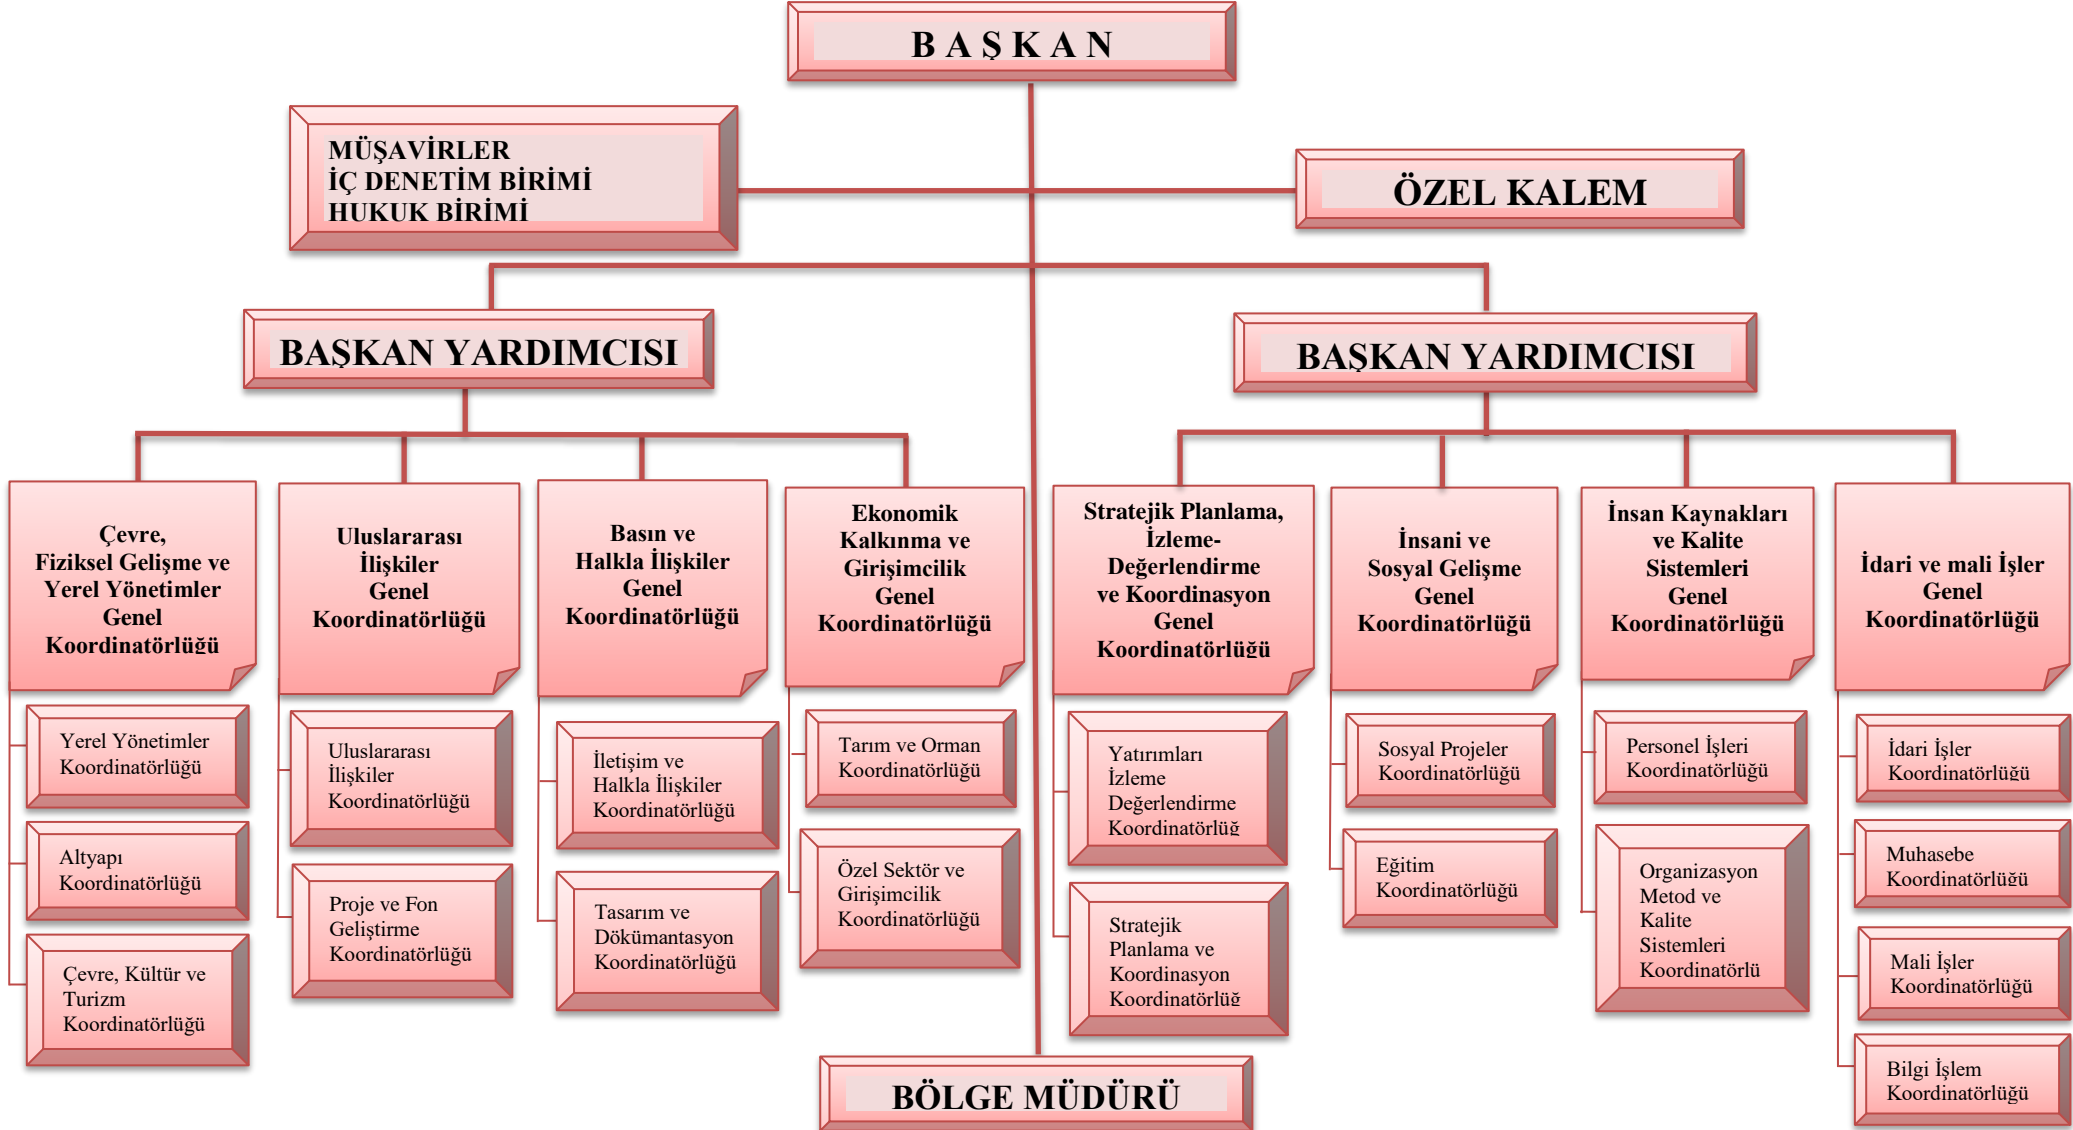 B A Ş K A N
MÜŞAVİRLER
İÇ DENETİM BİRİMİ
HUKUK BİRİMİ
ÖZEL KALEM
BAŞKAN YARDIMCISI
BAŞKAN YARDIMCISI
Çevre,
Fiziksel Gelişme ve
Yerel Yönetimler
Genel
Koordinatörlüğü
Uluslararası
İlişkiler
Genel
Koordinatörlüğü
Basın ve
Halkla İlişkiler
Genel
Koordinatörlüğü
Ekonomik
Kalkınma ve
Girişimcilik
Genel
Koordinatörlüğü
Stratejik Planlama,
İzleme-
Değerlendirme
ve Koordinasyon
Genel
Koordinatörlüğü
İnsani ve
Sosyal Gelişme
Genel
Koordinatörlüğü
İnsan Kaynakları
ve Kalite
Sistemleri
Genel
Koordinatörlüğü
İdari ve mali İşler
Genel
Koordinatörlüğü
Yerel Yönetimler
Koordinatörlüğü
Altyapı
Koordinatörlüğü
Çevre, Kültür ve
Turizm
Koordinatörlüğü
Uluslararası
İlişkiler
Koordinatörlüğü
Proje ve Fon
Geliştirme
Koordinatörlüğü
İletişim ve
Halkla İlişkiler
Koordinatörlüğü
Tasarım ve
Dökümantasyon
Koordinatörlüğü
Tarım ve Orman
Koordinatörlüğü
Özel Sektör ve
Girişimcilik
Koordinatörlüğü
Yatırımları
İzleme
Değerlendirme
Koordinatörlüğ
Stratejik
Planlama ve
Koordinasyon
Koordinatörlüğ
Sosyal Projeler
Koordinatörlüğü
Eğitim
Koordinatörlüğü
Personel İşleri
Koordinatörlüğü
Organizasyon
Metod ve
Kalite
Sistemleri
Koordinatörlü
İdari İşler
Koordinatörlüğü
Muhasebe
Koordinatörlüğü
Mali İşler
Koordinatörlüğü
Bilgi İşlem
Koordinatörlüğü
BÖLGE MÜDÜRÜ